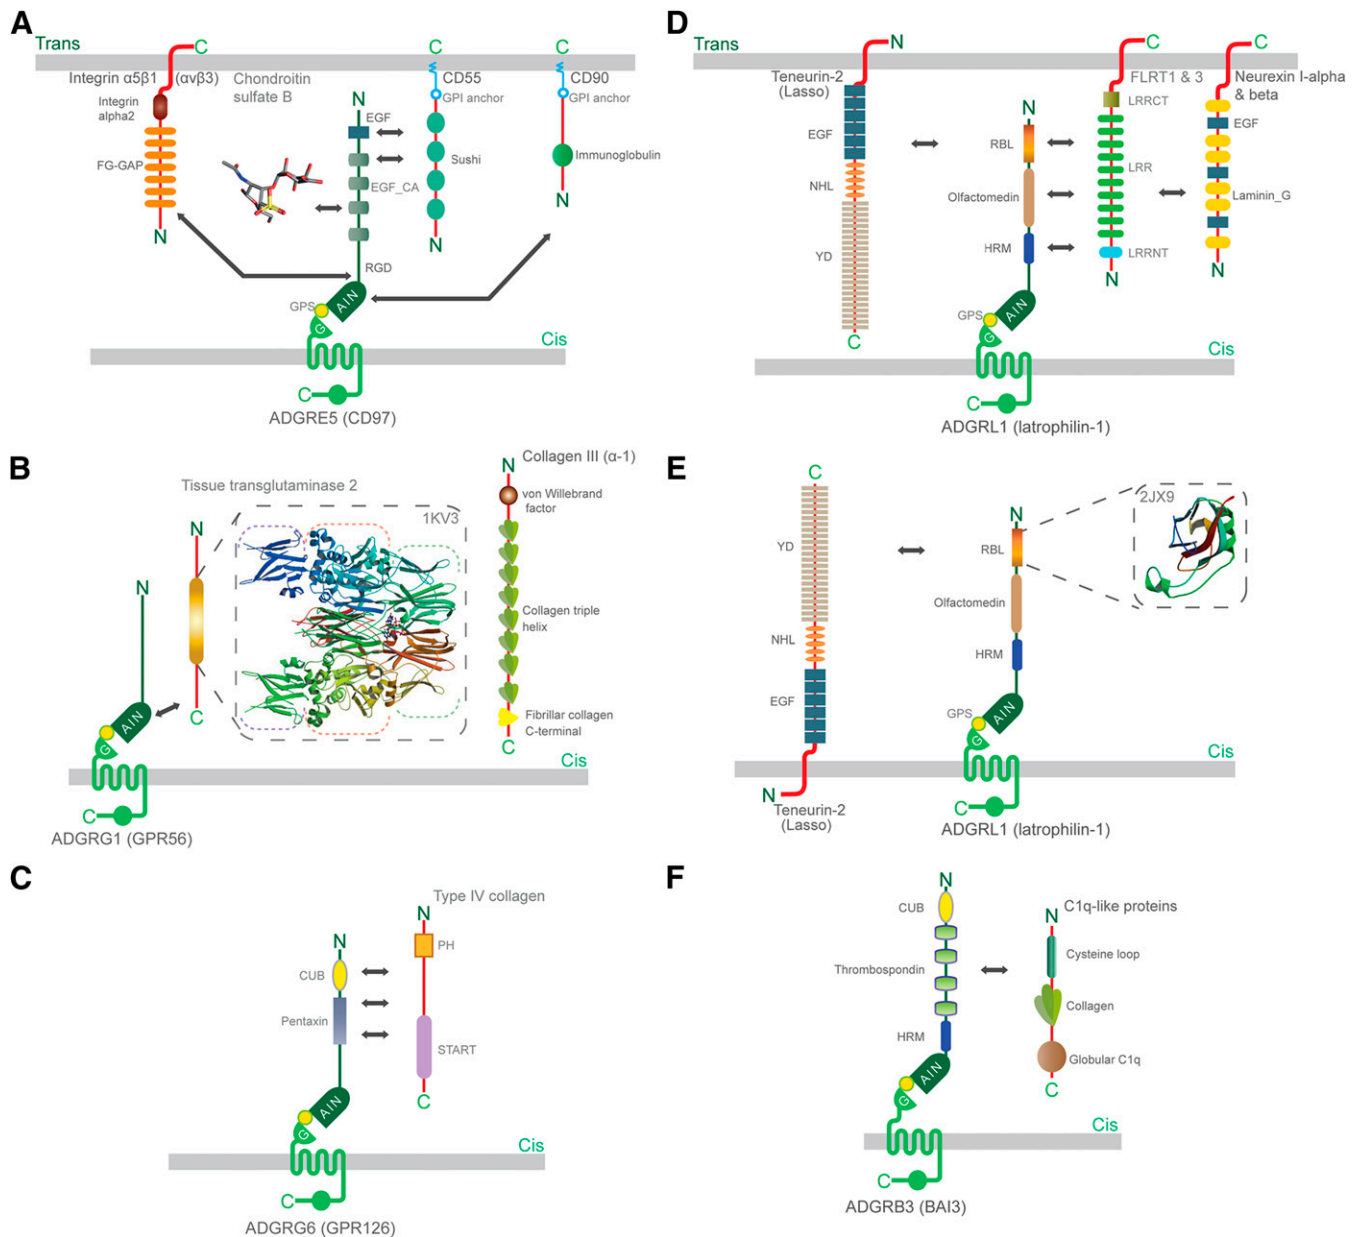 A
Trans
C
C
C
Integrin α5β1
(αvβ3)
Chondroitin
sulfate B
CD55
CD90
GPI anchor
GPI anchor
Integrin
alpha2
N
EGF
FG-GAP
Sushi
Immunoglobulin
EGF_CA
N
N
N
RGD
GPS
AIN
G
Cis
C
ADGRE5 (CD97)
B
Tissue transglutaminase 2
N
Collagen III (α-1)
1KV3
von Willebrand
factor
N
N
Collagen triple
helix
C
AIN
G
Fibrillar collagen
C-terminal
C
Cis
C
ADGRG1 (GPR56)
C
Type IV collagen
N
N
PH
CUB
Pentaxin
START
C
AIN
G
Cis
C
ADGRG6 (GPR126)
D
Trans
N
C
C
Teneurin-2
(Lasso)
FLRT1 & 3
Neurexin I-alpha
& beta
LRRCT
N
EGF
EGF
RBL
LRR
NHL
Olfactomedin
Laminin_G
YD
HRM
LRRNT
N
N
GPS
AIN
G
C
Cis
C
ADGRL1 (latrophilin-1)
E
C
2JX9
N
YD
RBL
Olfactomedin
NHL
HRM
EGF
GPS
AIN
G
Cis
N
C
Teneurin-2
(Lasso)
ADGRL1 (latrophilin-1)
F
N
CUB
C1q-like proteins
N
Cysteine loop
Thrombospondin
Collagen
HRM
Globular C1q
AIN
G
C
Cis
C
ADGRB3 (BAI3)